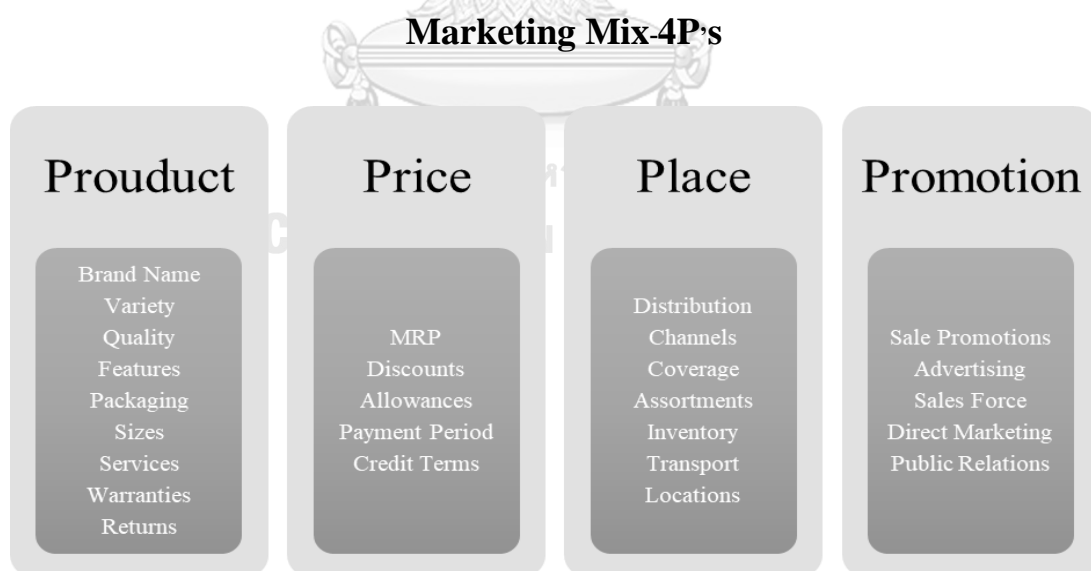 Marketing Mix-4P's
Prouduct
Brand Name
Variety
Quality
Features
Packaging
Sizes
Services
Warranties
Returns
Price
MRP
Discounts
Allowances
Payment Period
Credit Terms
Place
Distribution
Channels
Coverage
Assortments
Inventory
Transport
Locations
Promotion
Sale Promotions
Advertising
Sales Force
Direct Marketing
Public Relations